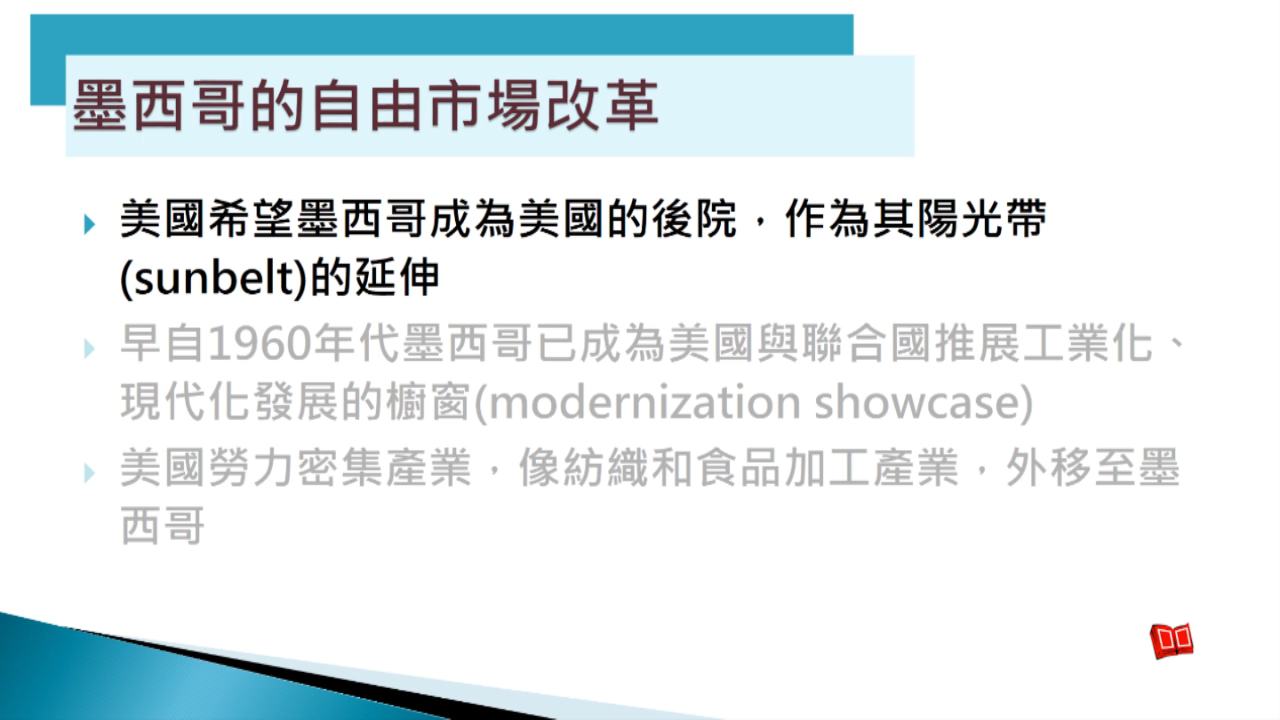 墨西哥的自由市場改革
美國希望墨西哥成為美國的後院，作為其陽光帶
(sunbelt)的延伸
早自1960年代墨西哥已成為美國與聯合國推展工業化、
現代化發展的櫥窗(modernization showcase)
美國勞力密集產業，像紡織和食品加工產業，外移至墨
西哥